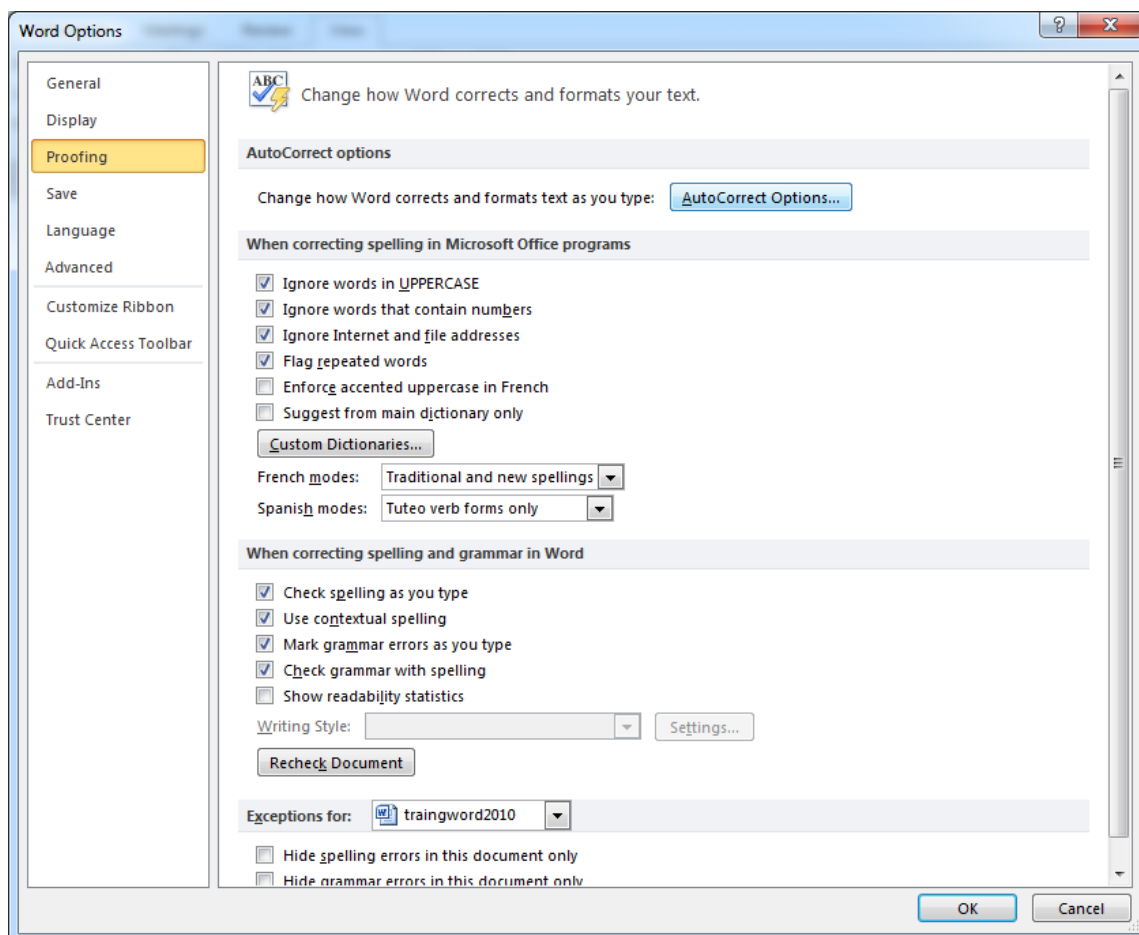 Word Options
General
Display
Proofing
Save
Language
Advanced
Customize Ribbon
Quick Access Toolbar
Add-Ins
Trust Center
ABC
Change how Word corrects and formats your text.
AutoCorrect options
Change how Word corrects and formats text as you type: AutoCorrect Options...
When correcting spelling in Microsoft Office programs
Ignore words in UPPERCASE
Ignore words that contain numbers
Ignore Internet and file addresses
Flag repeated words
Enforce accented uppercase in French
Suggest from main dictionary only
Custom Dictionaries...
French modes: Traditional and new spellings
Spanish modes: Tuteo verb forms only
When correcting spelling and grammar in Word
Check spelling as you type
Use contextual spelling
Mark grammar errors as you type
Check grammar with spelling
Show readability statistics
Writing Style: Settings...
Recheck Document
Exceptions for: traingword2010
Hide spelling errors in this document only
Hide grammar errors in this document only
OK Cancel